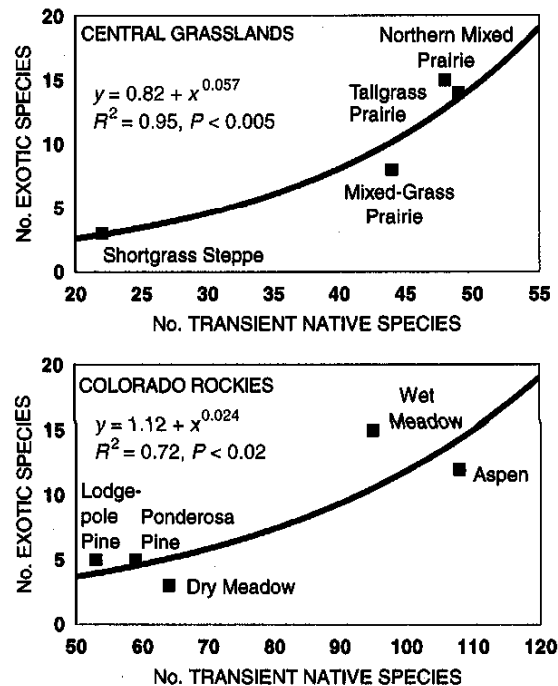 CENTRAL GRASSLANDS
y = 0.82 + x^0.057
R² = 0.95, P < 0.005
Northern Mixed
Prairie
Tallgrass
Prairie
Mixed-Grass
Prairie
Shortgrass Steppe
No. EXOTIC SPECIES
20
15
10
5
0
20 25 30 35 40 45 50 55
No. TRANSIENT NATIVE SPECIES
COLORADO ROCKIES
y = 1.12 + x^0.024
R² = 0.72, P < 0.02
Wet
Meadow
Aspen
Lodge-
pole
Pine
Ponderosa
Pine
Dry Meadow
No. EXOTIC SPECIES
20
15
10
5
0
50 60 70 80 90 100 110 120
No. TRANSIENT NATIVE SPECIES